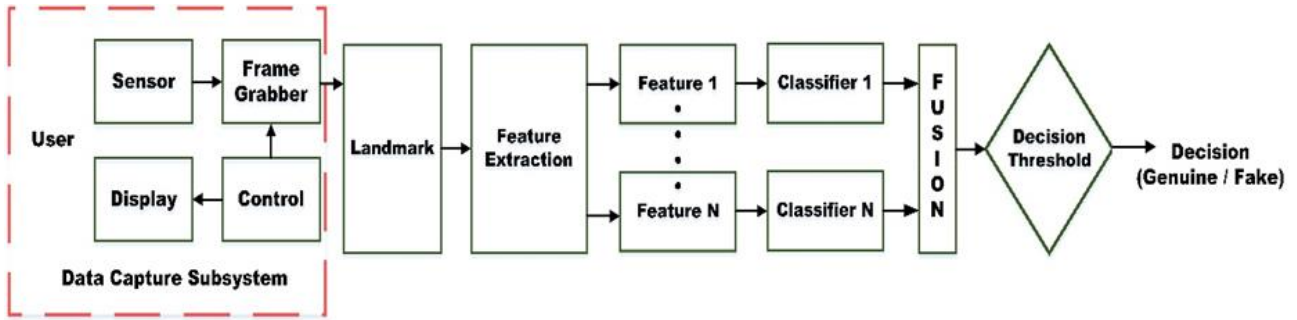 Sensor
Frame
Grabber
User
Display
Control
Data Capture Subsystem
Landmark
Feature
Extraction
Feature 1
Classifier 1
Feature N
Classifier N
FUSION
Decision
Threshold
Decision
(Genuine / Fake)